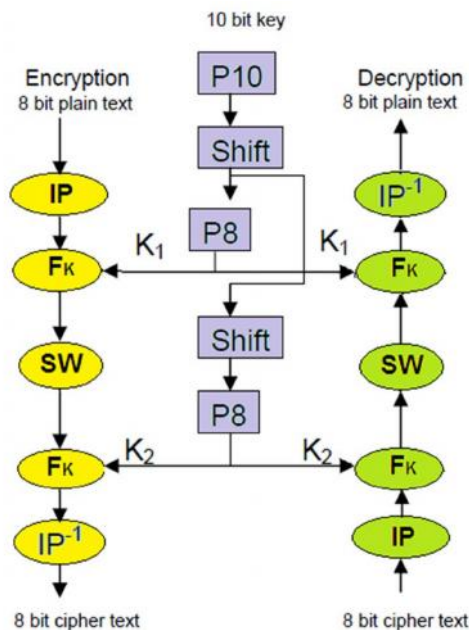 10 bit key
Encryption
8 bit plain text
P10
Decryption
8 bit plain text
Shift
IP
IP-1
P8
K1
K1
FK
FK
Shift
SW
SW
P8
K2
K2
FK
FK
IP-1
IP
8 bit cipher text
8 bit cipher text